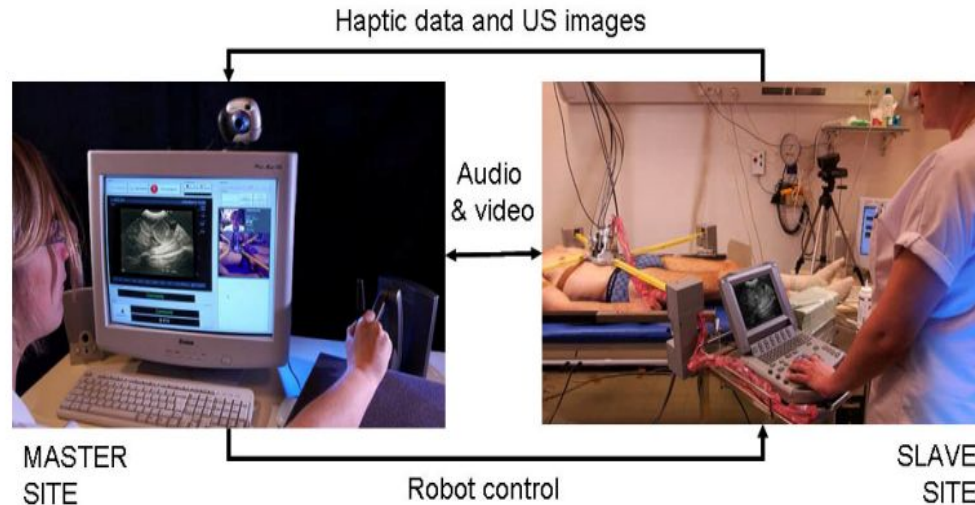 Haptic data and US images
Audio
& video
MASTER
SITE
Robot control
SLAVE
SITE